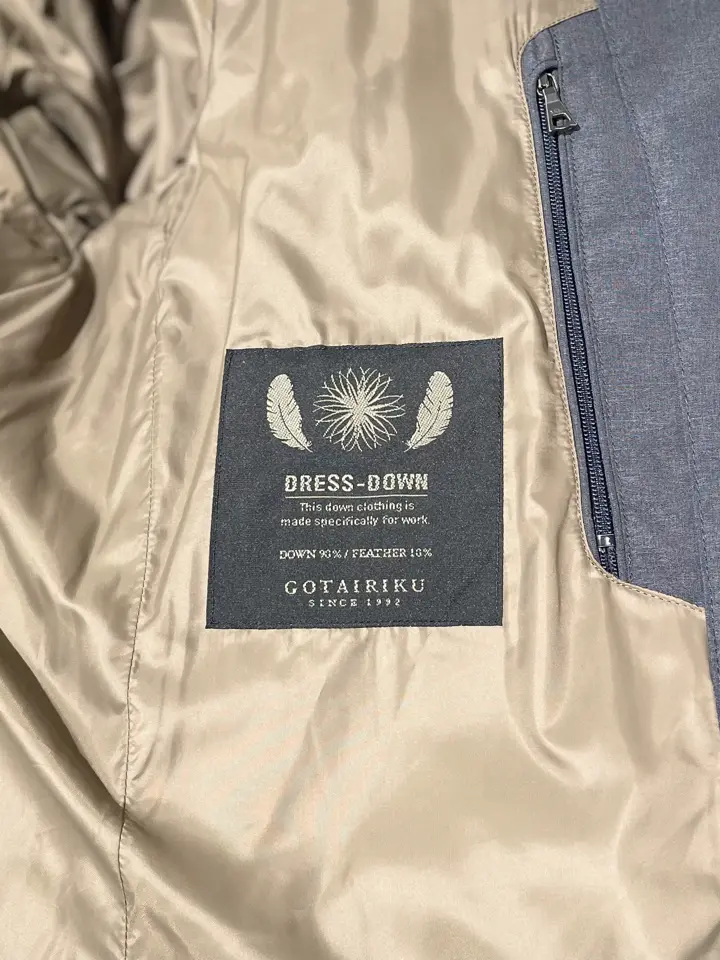 DRESS-DOWN
This down clothing is
made specifically for work.
DOWN 90% / FEATHER 10%
GOTAIRIKU
SINCE 1992